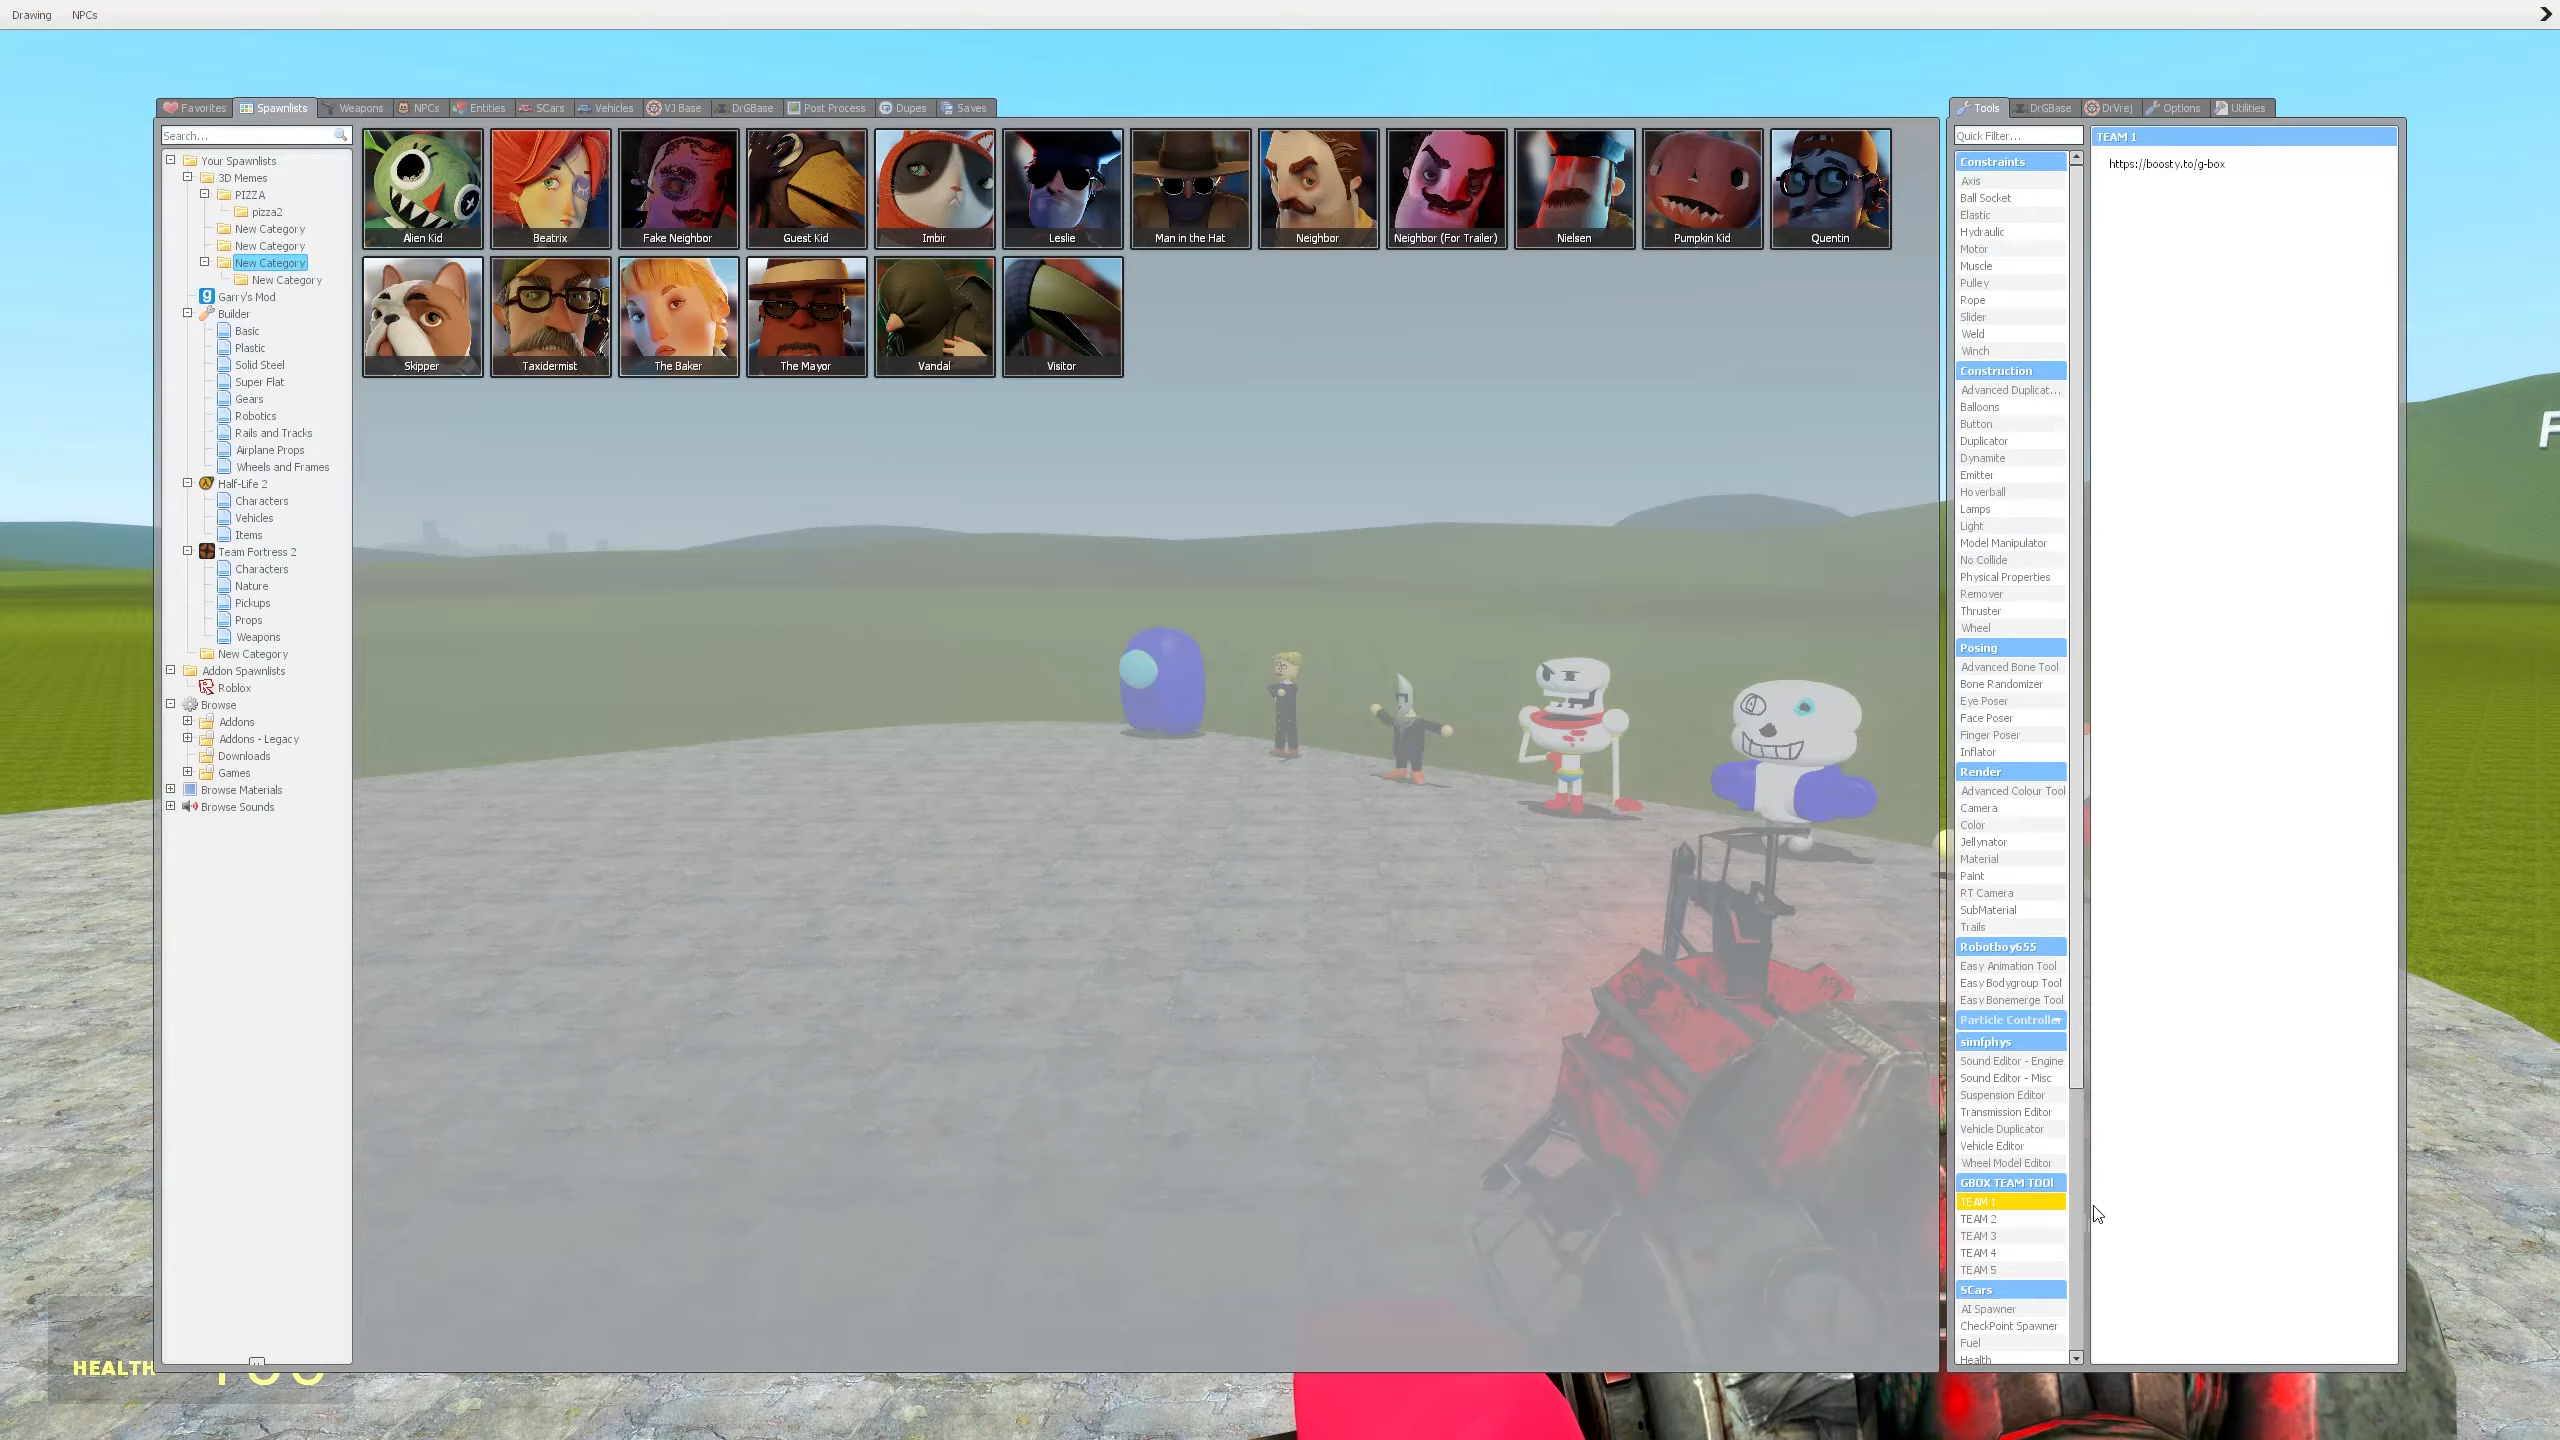 Drawing NPCs
Favorites Spawnlists Weapons NPCs Entities SCars Vehicles VJ Base DrGBase Post Process Dupes Saves
Search...
Your Spawnlists
3D Memes
PIZZA
pizza2
New Category
New Category
New Category
New Category
Garry's Mod
Builder
Basic
Plastic
Solid Steel
Super Flat
Gears
Robotics
Rails and Tracks
Airplane Props
Wheels and Frames
Half-Life 2
Characters
Vehicles
Items
Team Fortress 2
Characters
Nature
Pickups
Props
Weapons
New Category
Addon Spawnlists
Roblox
Browse
Addons
Addons - Legacy
Downloads
Games
Browse Materials
Browse Sounds
Alien Kid Beatrix Fake Neighbor Guest Kid Imbir Leslie Man in the Hat Neighbor Neighbor (For Trailer) Nielsen Pumpkin Kid Quentin
Skipper Taxidermist The Baker The Mayor Vandal Visitor
Tools DrGBase DrVrej Options Utilities
Quick Filter...
Constraints
Axis
Ball Socket
Elastic
Hydraulic
Motor
Muscle
Pulley
Rope
Slider
Weld
Winch
Construction
Advanced Duplicat...
Balloons
Button
Duplicator
Dynamite
Emitter
Hoverball
Lamps
Light
Model Manipulator
No Collide
Physical Properties
Remover
Thruster
Wheel
Posing
Advanced Bone Tool
Bone Randomizer
Eye Poser
Face Poser
Finger Poser
Inflator
Render
Advanced Colour Tool
Camera
Color
Jellynator
Material
Paint
RT Camera
SubMaterial
Trails
Robotboy655
Easy Animation Tool
Easy Bodygroup Tool
Easy Bonemerge Tool
Particle Controller
simfphys
Sound Editor - Engine
Sound Editor - Misc
Suspension Editor
Transmission Editor
Vehicle Duplicator
Vehicle Editor
Wheel Model Editor
GBOX TEAM TOOl
TEAM 1
TEAM 2
TEAM 3
TEAM 4
TEAM 5
SCars
AI Spawner
CheckPoint Spawner
Fuel
Health
TEAM 1
https://boosty.to/g-box
F
HEALTH 100